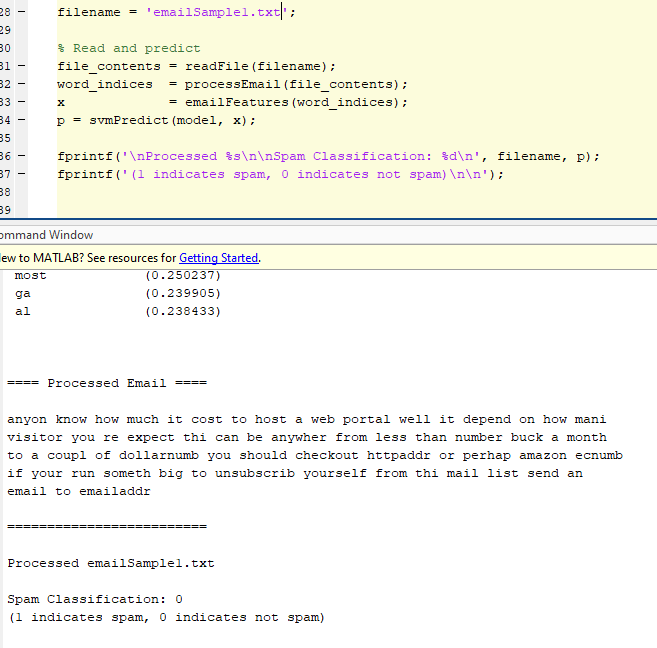 28 – filename = 'emailSample1.txt';
29
30 % Read and predict
31 – file_contents = readFile(filename);
32 – word_indices = processEmail(file_contents);
33 – x = emailFeatures(word_indices);
34 – p = svmPredict(model, x);
35
36 – fprintf('\nProcessed %s\n\nSpam Classification: %d\n', filename, p);
37 – fprintf('(1 indicates spam, 0 indicates not spam)\n\n');
38
39
ommand Window
ew to MATLAB? See resources for Getting Started.
most (0.250237)
ga (0.239905)
al (0.238433)
==== Processed Email ====
anyon know how much it cost to host a web portal well it depend on how mani
visitor you re expect thi can be anywher from less than number buck a month
to a coupl of dollarnumb you should checkout httpaddr or perhap amazon ecnumb
if your run someth big to unsubscrib yourself from thi mail list send an
email to emailaddr
=========================
Processed emailSample1.txt
Spam Classification: 0
(1 indicates spam, 0 indicates not spam)